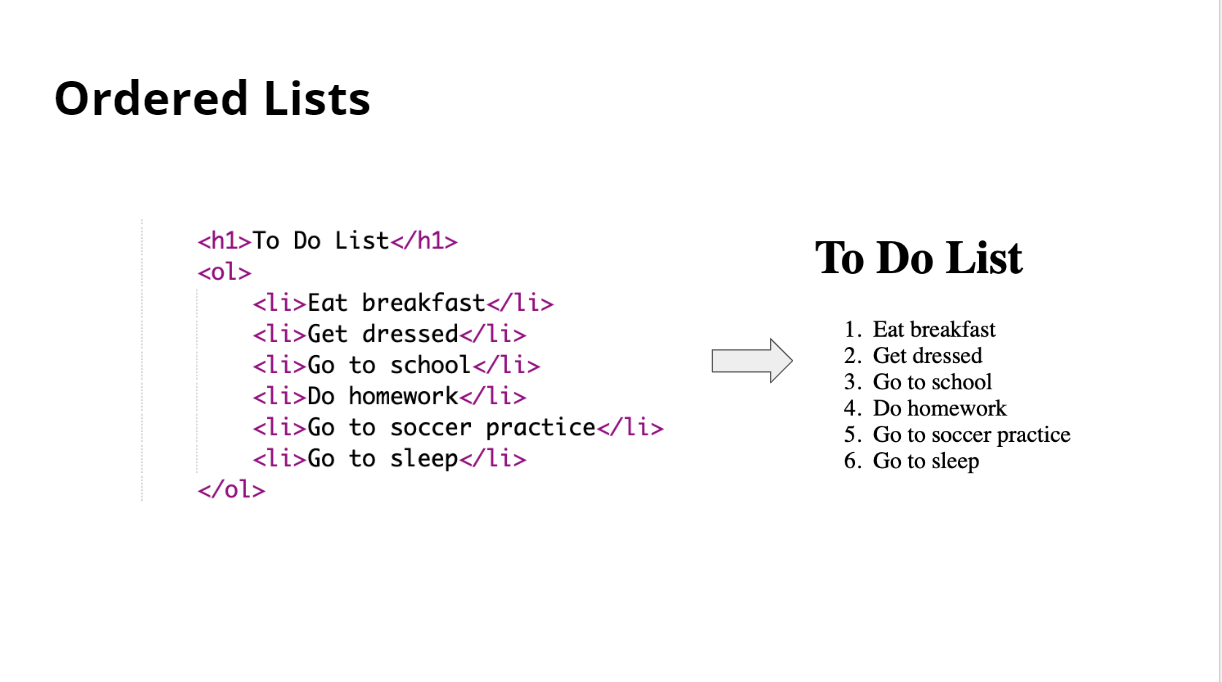 Ordered Lists
<h1>To Do List</h1>
<ol>
    <li>Eat breakfast</li>
    <li>Get dressed</li>
    <li>Go to school</li>
    <li>Do homework</li>
    <li>Go to soccer practice</li>
    <li>Go to sleep</li>
</ol>
To Do List
1. Eat breakfast
2. Get dressed
3. Go to school
4. Do homework
5. Go to soccer practice
6. Go to sleep